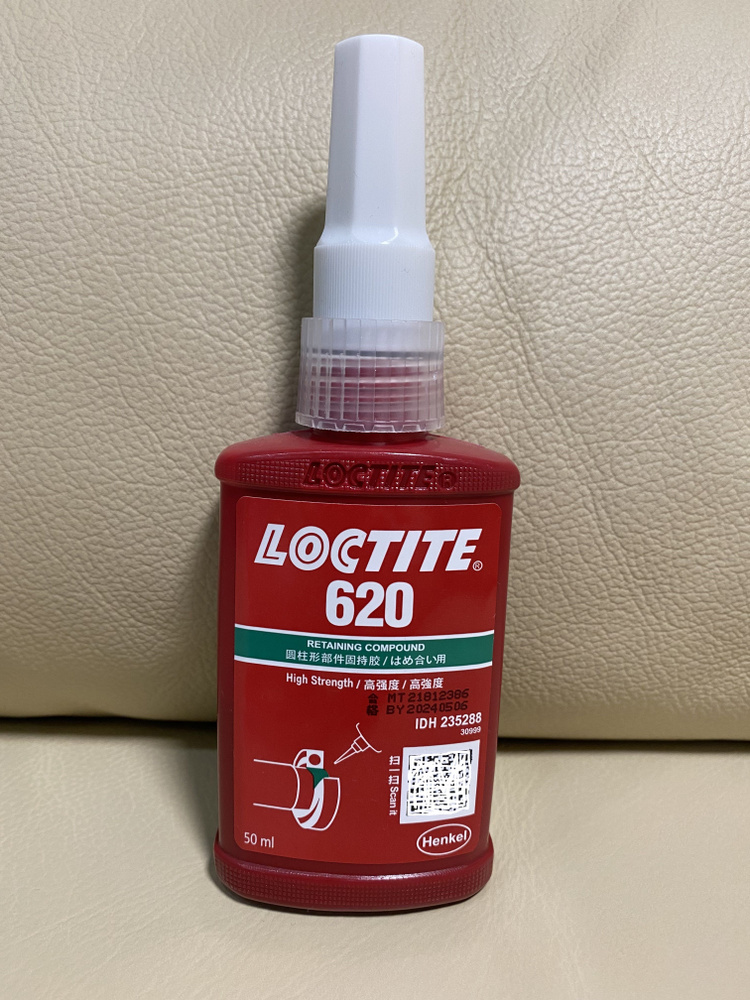 LOCTITE®
LOCTITE®
620
RETAINING COMPOUND
圆柱形部件固持胶/はめ合い用
High Strength / 高强度 / 高強度
合格
MT21812386
BY20240506
IDH 235288
30999
扫一扫 Scan it
50 ml
Henkel